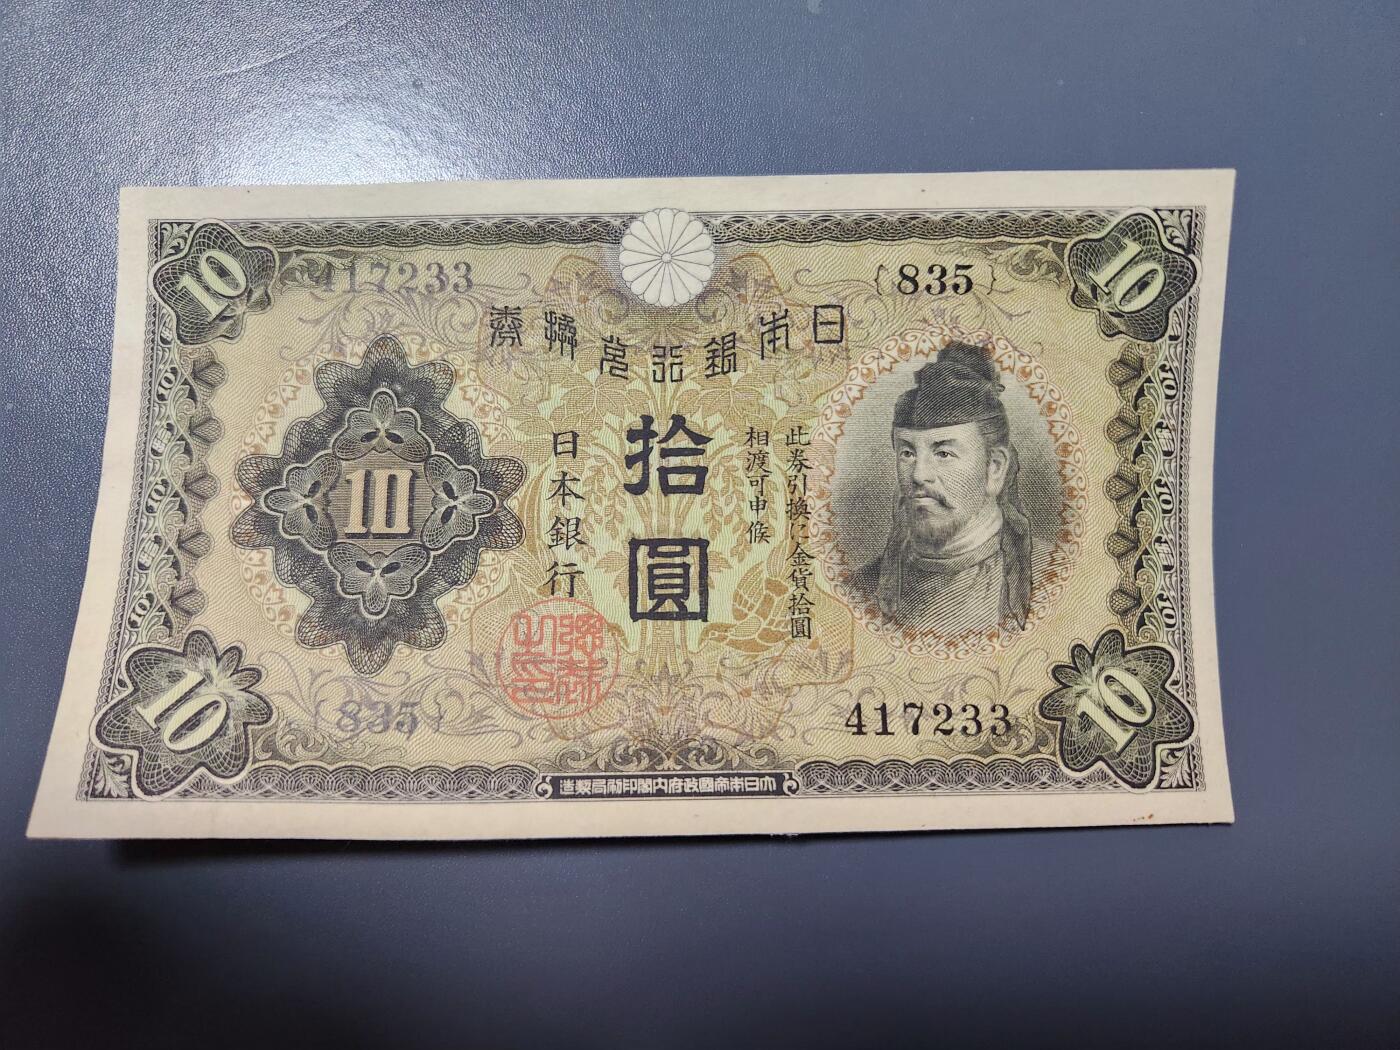 10
417233
{835}
10
日本銀行兌換券
10
日本銀行
拾圓
此券引換に金貨拾圓
相渡可申候
10
{835}
417233
10
大日本帝國政府内閣印刷局製造